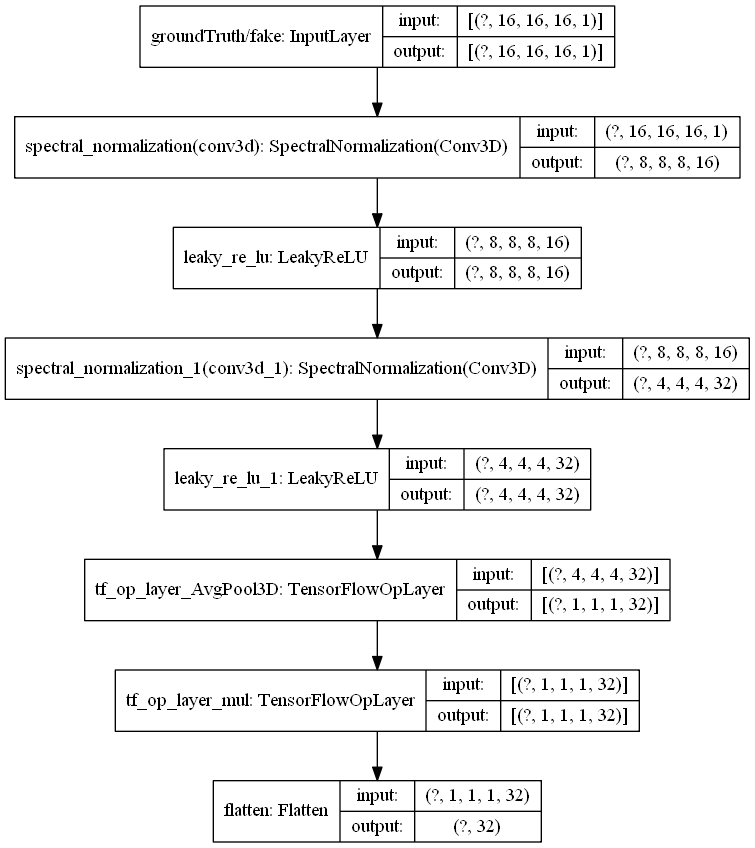 groundTruth/fake: InputLayer
input: [(?, 16, 16, 16, 1)]
output: [(?, 16, 16, 16, 1)]
spectral_normalization(conv3d): SpectralNormalization(Conv3D)
input: (?, 16, 16, 16, 1)
output: (?, 8, 8, 8, 16)
leaky_re_lu: LeakyReLU
input: (?, 8, 8, 8, 16)
output: (?, 8, 8, 8, 16)
spectral_normalization_1(conv3d_1): SpectralNormalization(Conv3D)
input: (?, 8, 8, 8, 16)
output: (?, 4, 4, 4, 32)
leaky_re_lu_1: LeakyReLU
input: (?, 4, 4, 4, 32)
output: (?, 4, 4, 4, 32)
tf_op_layer_AvgPool3D: TensorFlowOpLayer
input: [(?, 4, 4, 4, 32)]
output: [(?, 1, 1, 1, 32)]
tf_op_layer_mul: TensorFlowOpLayer
input: [(?, 1, 1, 1, 32)]
output: [(?, 1, 1, 1, 32)]
flatten: Flatten
input: (?, 1, 1, 1, 32)
output: (?, 32)